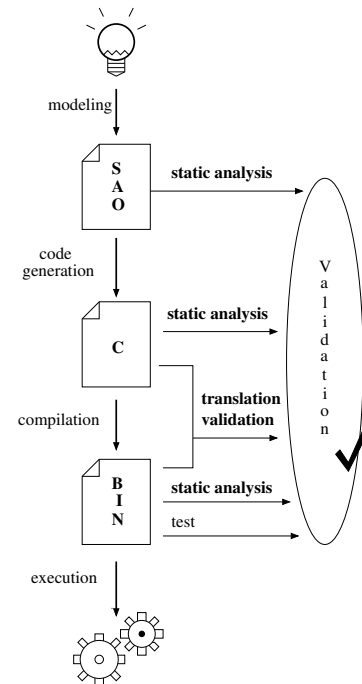 modeling
S
A
O
static analysis
code
generation
C
static analysis
compilation
translation
validation
B
I
N
static analysis
test
execution
V
a
l
i
d
a
t
i
o
n